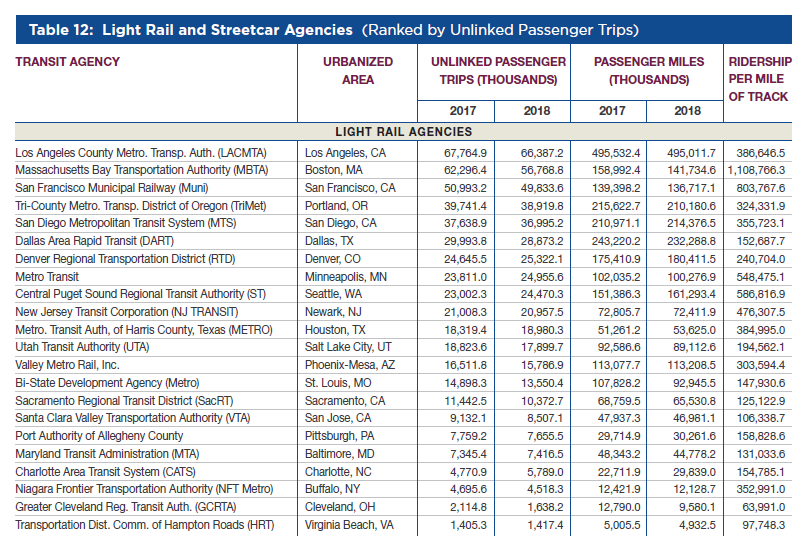 Table 12: Light Rail and Streetcar Agencies (Ranked by Unlinked Passenger Trips)
TRANSIT AGENCY URBANIZED AREA UNLINKED PASSENGER TRIPS (THOUSANDS) PASSENGER MILES (THOUSANDS) RIDERSHIP PER MILE OF TRACK
2017 2018 2017 2018
LIGHT RAIL AGENCIES
Los Angeles County Metro. Transp. Auth. (LACMTA) Los Angeles, CA 67,764.9 66,387.2 495,532.4 495,011.7 386,646.5
Massachusetts Bay Transportation Authority (MBTA) Boston, MA 62,296.4 56,768.8 158,992.4 141,734.6 1,108,766.3
San Francisco Municipal Railway (Muni) San Francisco, CA 50,993.2 49,833.6 139,398.2 136,717.1 803,767.6
Tri-County Metro. Transp. District of Oregon (TriMet) Portland, OR 39,741.4 38,919.8 215,622.7 210,180.6 324,331.9
San Diego Metropolitan Transit System (MTS) San Diego, CA 37,638.9 36,995.2 210,971.1 214,376.5 355,723.1
Dallas Area Rapid Transit (DART) Dallas, TX 29,993.8 28,873.2 243,220.2 232,288.8 152,687.7
Denver Regional Transportation District (RTD) Denver, CO 24,645.5 25,322.1 175,410.9 180,411.5 240,704.0
Metro Transit Minneapolis, MN 23,811.0 24,955.6 102,035.2 100,276.9 548,475.1
Central Puget Sound Regional Transit Authority (ST) Seattle, WA 23,002.3 24,470.3 151,386.3 161,293.4 586,816.9
New Jersey Transit Corporation (NJ TRANSIT) Newark, NJ 21,008.3 20,957.5 72,805.7 72,411.9 476,307.5
Metro. Transit Auth, of Harris County, Texas (METRO) Houston, TX 18,319.4 18,980.3 51,261.2 53,625.0 384,995.0
Utah Transit Authority (UTA) Salt Lake City, UT 18,823.6 17,899.7 92,586.6 89,112.6 194,562.1
Valley Metro Rail, Inc. Phoenix-Mesa, AZ 16,511.8 15,786.9 113,077.7 113,208.5 303,594.4
Bi-State Development Agency (Metro) St. Louis, MO 14,898.3 13,550.4 107,828.2 92,945.5 147,930.6
Sacramento Regional Transit District (SacRT) Sacramento, CA 11,442.5 10,372.7 68,759.5 65,530.8 125,122.9
Santa Clara Valley Transportation Authority (VTA) San Jose, CA 9,132.1 8,507.1 47,937.3 46,981.1 106,338.7
Port Authority of Allegheny County Pittsburgh, PA 7,759.2 7,655.5 29,714.9 30,261.6 158,828.6
Maryland Transit Administration (MTA) Baltimore, MD 7,345.4 7,416.5 48,343.2 44,778.2 131,033.6
Charlotte Area Transit System (CATS) Charlotte, NC 4,770.9 5,789.0 22,711.9 29,839.0 154,785.1
Niagara Frontier Transportation Authority (NFT Metro) Buffalo, NY 4,695.6 4,518.3 12,421.9 12,128.7 352,991.0
Greater Cleveland Reg. Transit Auth. (GCRTA) Cleveland, OH 2,114.8 1,638.2 12,790.0 9,580.1 63,991.0
Transportation Dist. Comm. of Hampton Roads (HRT) Virginia Beach, VA 1,405.3 1,417.4 5,005.5 4,932.5 97,748.3